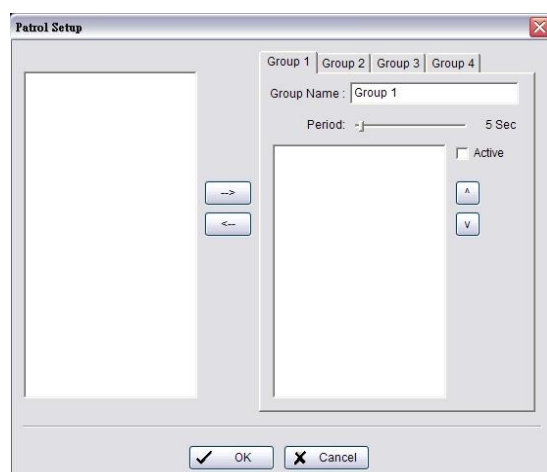 Patrol Setup
Group 1 Group 2 Group 3 Group 4
Group Name : Group 1
Period: 5 Sec
Active
-->
<--
^
v
OK Cancel